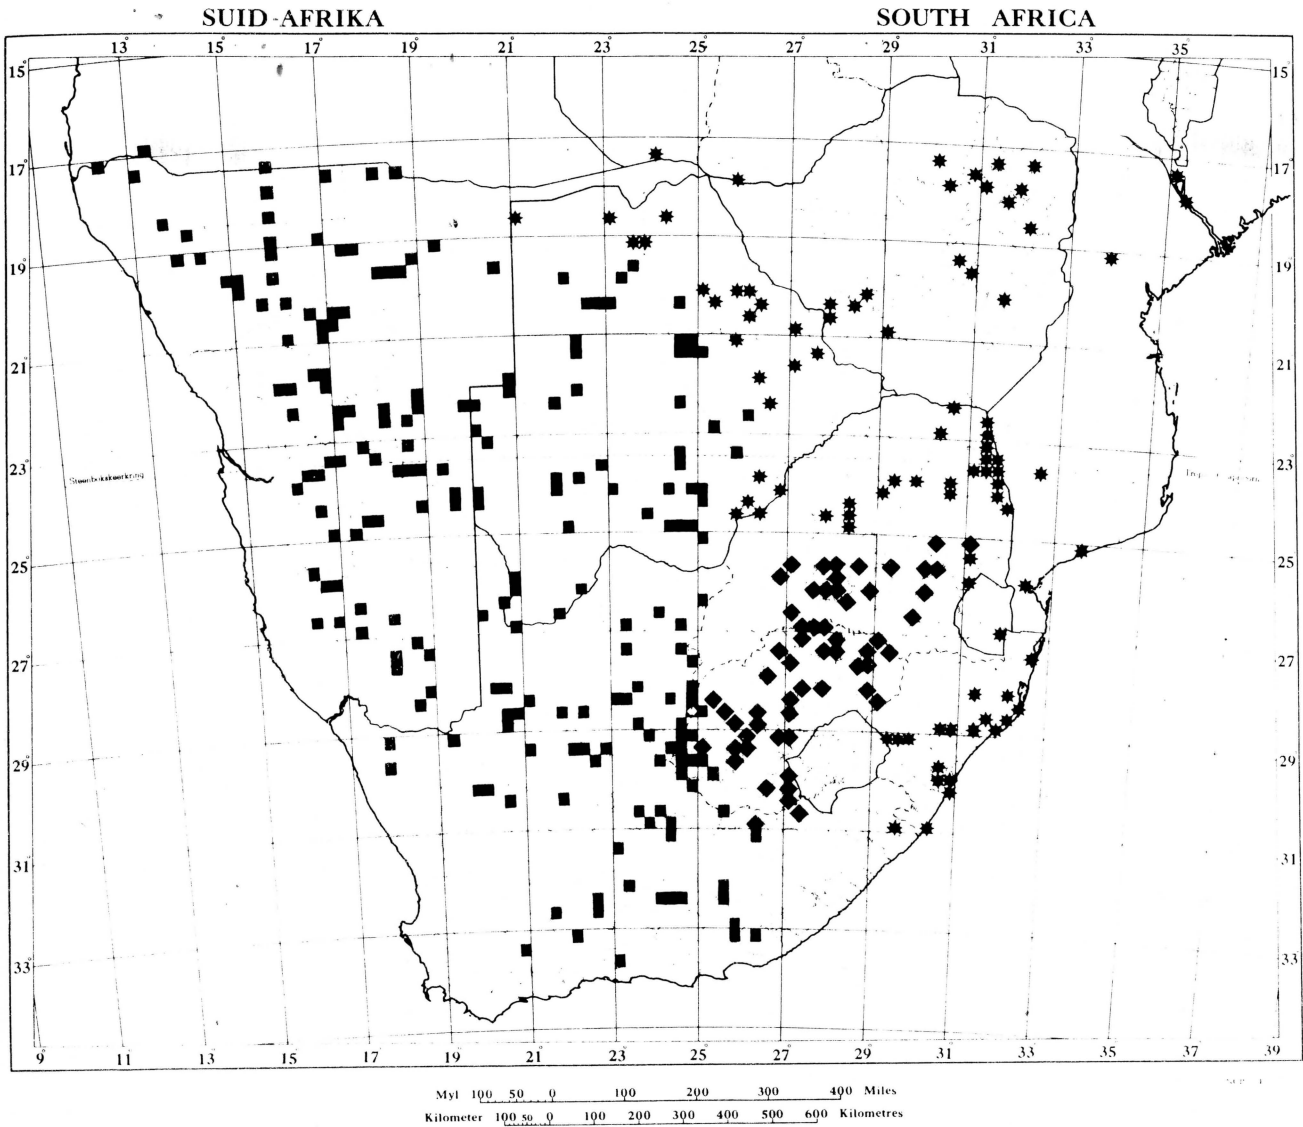 SUID-AFRIKA SOUTH AFRICA
13° 15° 17° 19° 21° 23° 25° 27° 29° 31° 33° 35°
15° 15°
17° 17°
19° 19°
21° 21°
23° 23°
Steenbokskeerkring
25° 25°
27° 27°
29° 29°
31° 31°
33° 33°
9° 11° 13° 15° 17° 19° 21° 23° 25° 27° 29° 31° 33° 35° 37° 39°
Myl 100 50 0 100 200 300 400 Miles
Kilometer 100 50 0 100 200 300 400 500 600 Kilometres